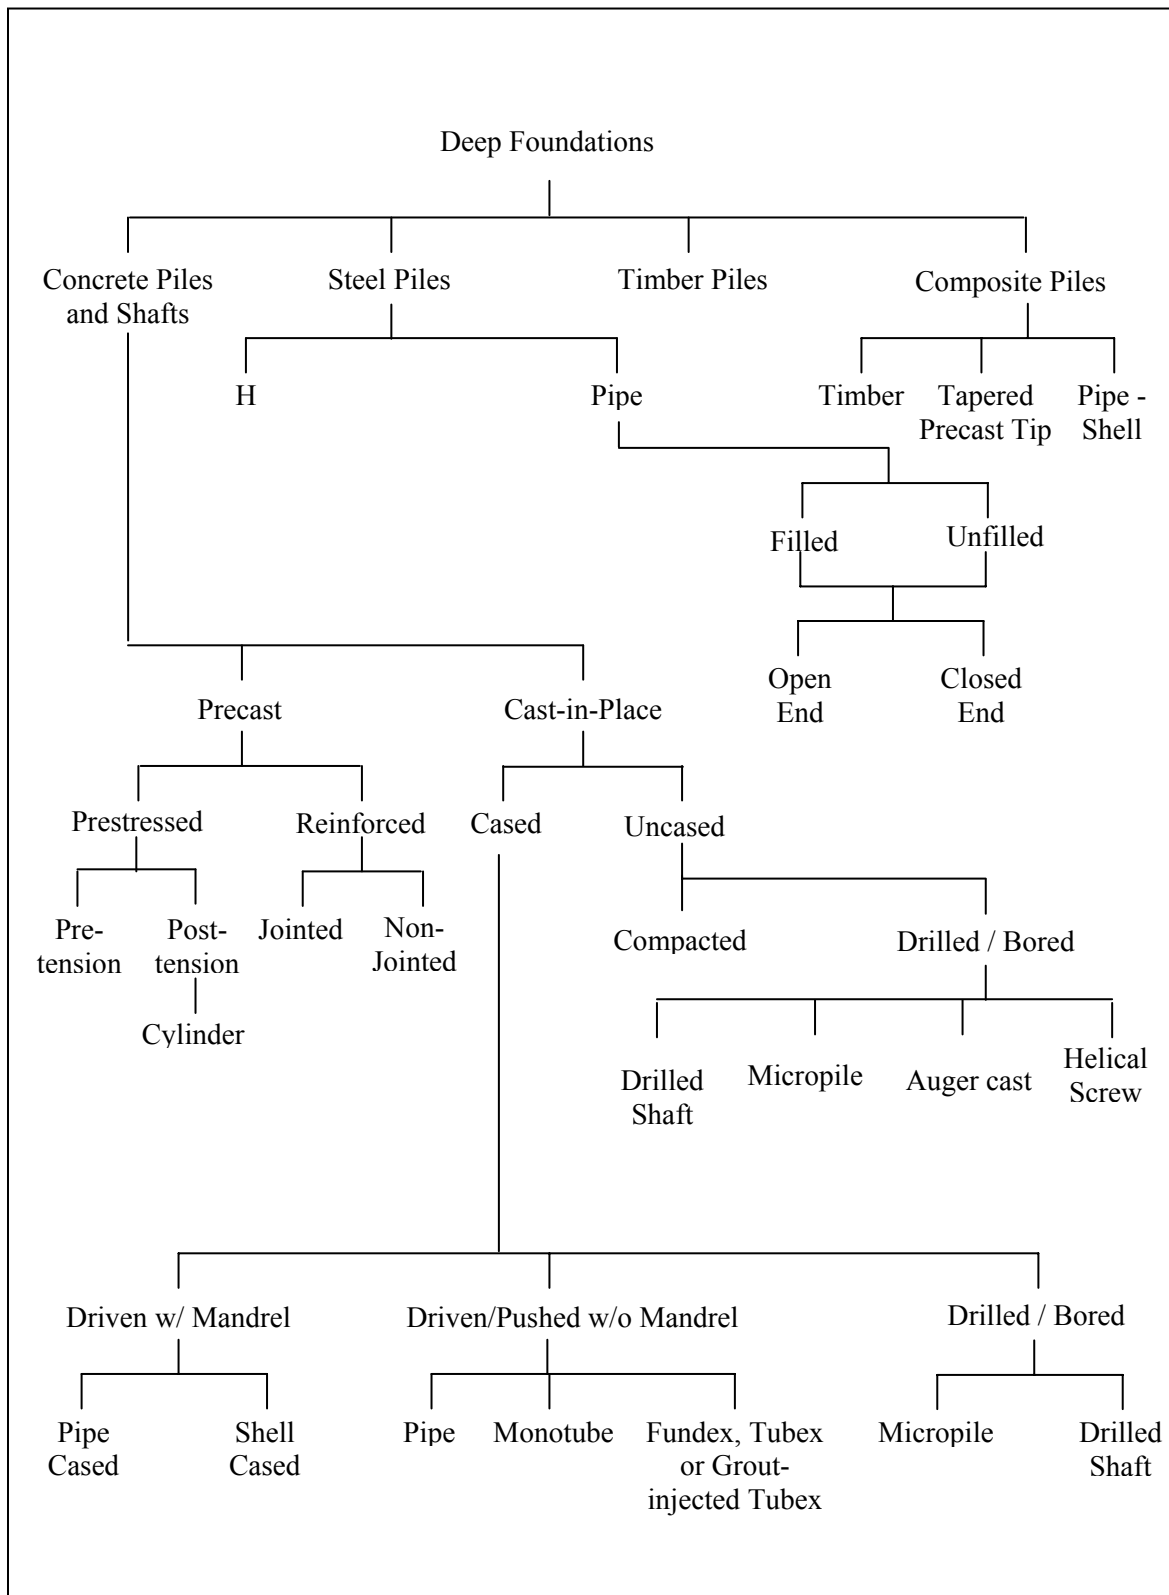 Deep Foundations
Concrete Piles
and Shafts
Steel Piles
Timber Piles
Composite Piles
H
Pipe
Timber
Tapered
Precast Tip
Pipe -
Shell
Filled
Unfilled
Open
End
Closed
End
Precast
Cast-in-Place
Prestressed
Reinforced
Cased
Uncased
Pre-
tension
Post-
tension
Jointed
Non-
Jointed
Compacted
Drilled / Bored
Cylinder
Drilled
Shaft
Micropile
Auger cast
Helical
Screw
Driven w/ Mandrel
Driven/Pushed w/o Mandrel
Drilled / Bored
Pipe
Cased
Shell
Cased
Pipe
Monotube
Fundex, Tubex
or Grout-
injected Tubex
Micropile
Drilled
Shaft